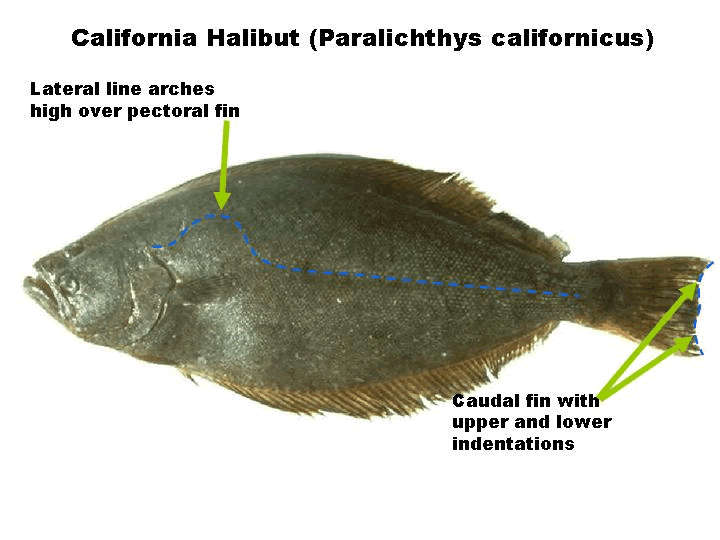 California Halibut (Paralichthys californicus)
Lateral line arches
high over pectoral fin
Caudal fin with
upper and lower
indentations